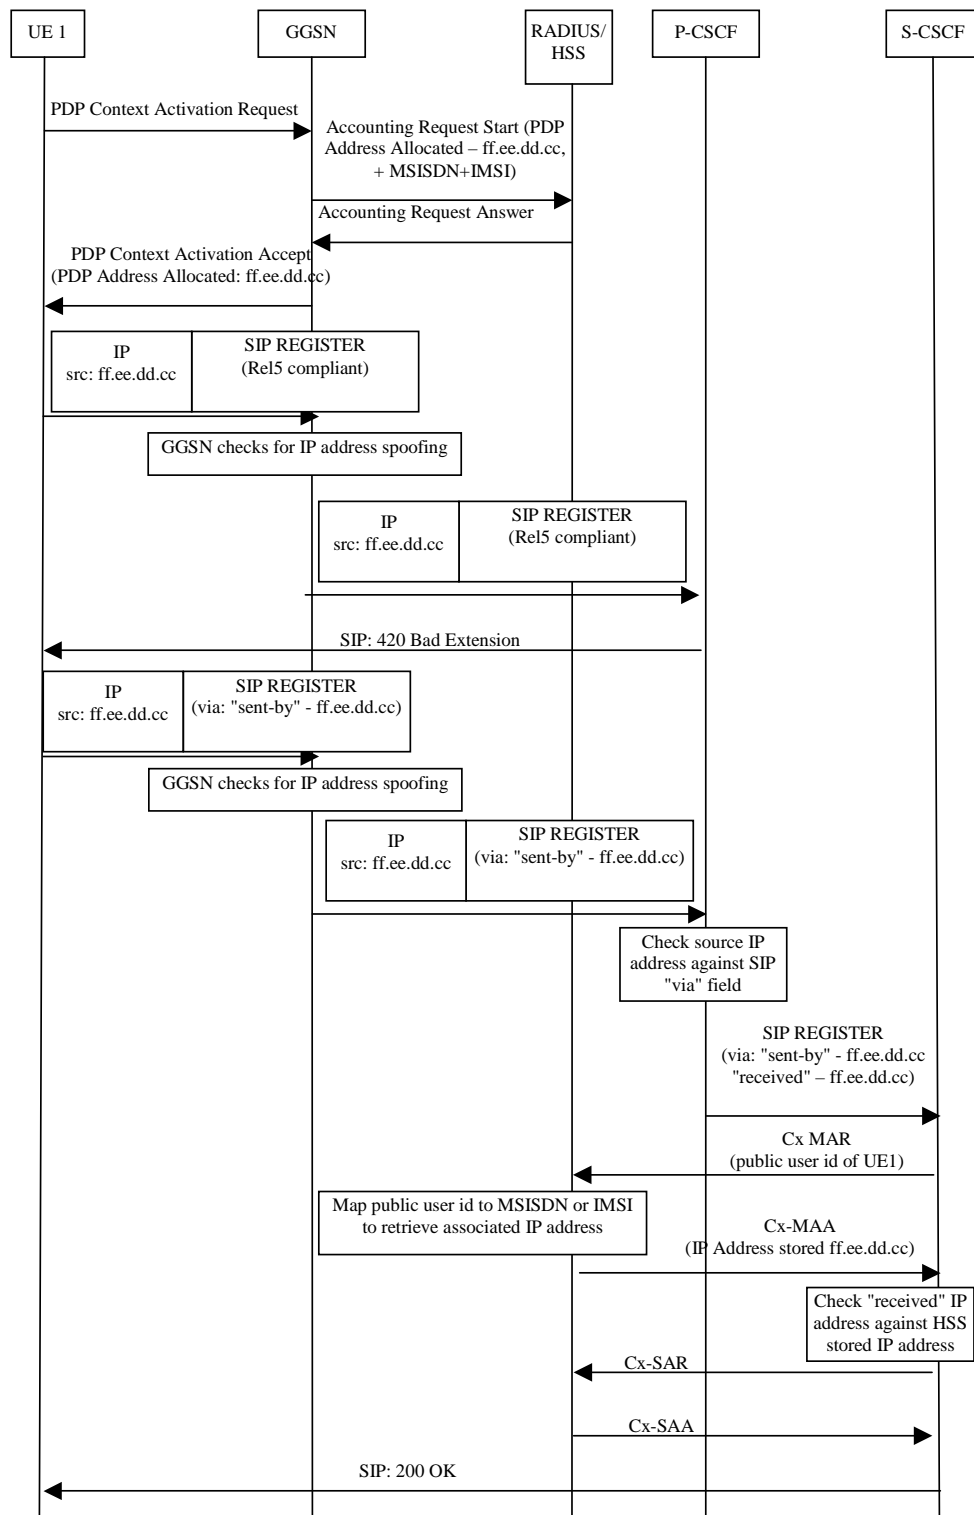 UE 1
GGSN
RADIUS/
HSS
P-CSCF
S-CSCF
PDP Context Activation Request
Accounting Request Start (PDP
Address Allocated – ff.ee.dd.cc,
+ MSISDN+IMSI)
Accounting Request Answer
PDP Context Activation Accept
(PDP Address Allocated: ff.ee.dd.cc)
IP
src: ff.ee.dd.cc
SIP REGISTER
(Rel5 compliant)
GGSN checks for IP address spoofing
IP
src: ff.ee.dd.cc
SIP REGISTER
(Rel5 compliant)
SIP: 420 Bad Extension
IP
src: ff.ee.dd.cc
SIP REGISTER
(via: "sent-by" - ff.ee.dd.cc)
GGSN checks for IP address spoofing
IP
src: ff.ee.dd.cc
SIP REGISTER
(via: "sent-by" - ff.ee.dd.cc)
Check source IP
address against SIP
"via" field
SIP REGISTER
(via: "sent-by" - ff.ee.dd.cc
"received" – ff.ee.dd.cc)
Cx MAR
(public user id of UE1)
Map public user id to MSISDN or IMSI
to retrieve associated IP address
Cx-MAA
(IP Address stored ff.ee.dd.cc)
Check "received" IP
address against HSS
stored IP address
Cx-SAR
Cx-SAA
SIP: 200 OK